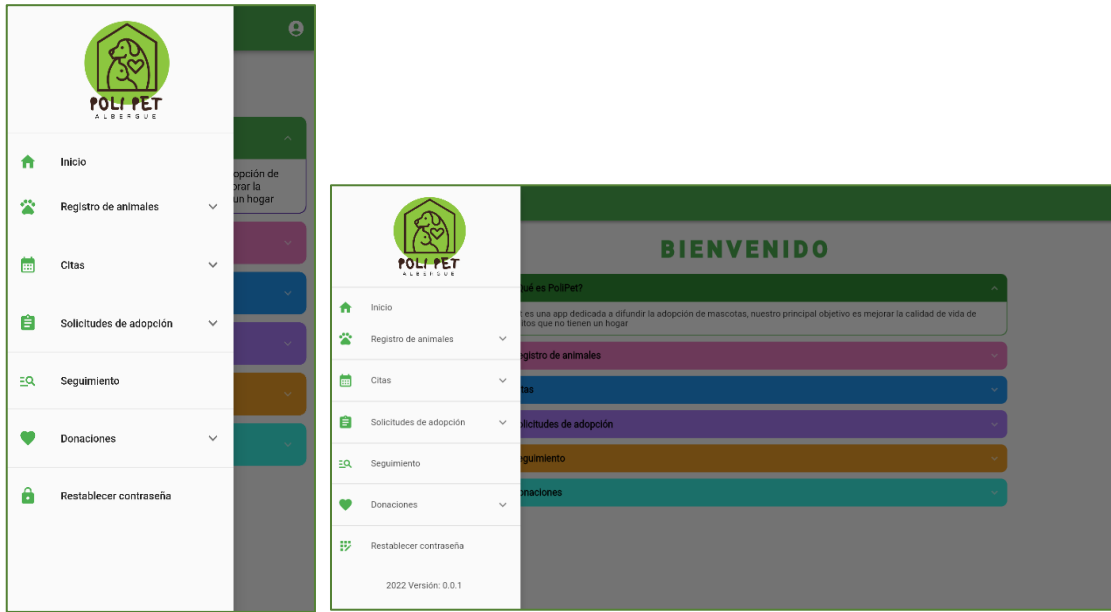 POLI PET
ALBERGUE
Inicio
Registro de animales
Citas
Solicitudes de adopción
Seguimiento
Donaciones
Restablecer contraseña
opción de
orar la
un hogar
POLI PET
ALBERGUE
Inicio
Registro de animales
Citas
Solicitudes de adopción
Seguimiento
Donaciones
Restablecer contraseña
2022 Versión: 0.0.1
BIENVENIDO
ué es PoliPet?
t es una app dedicada a difundir la adopción de mascotas, nuestro principal objetivo es mejorar la calidad de vida de
itos que no tienen un hogar
egistro de animales
tas
olicitudes de adopción
eguimiento
onaciones